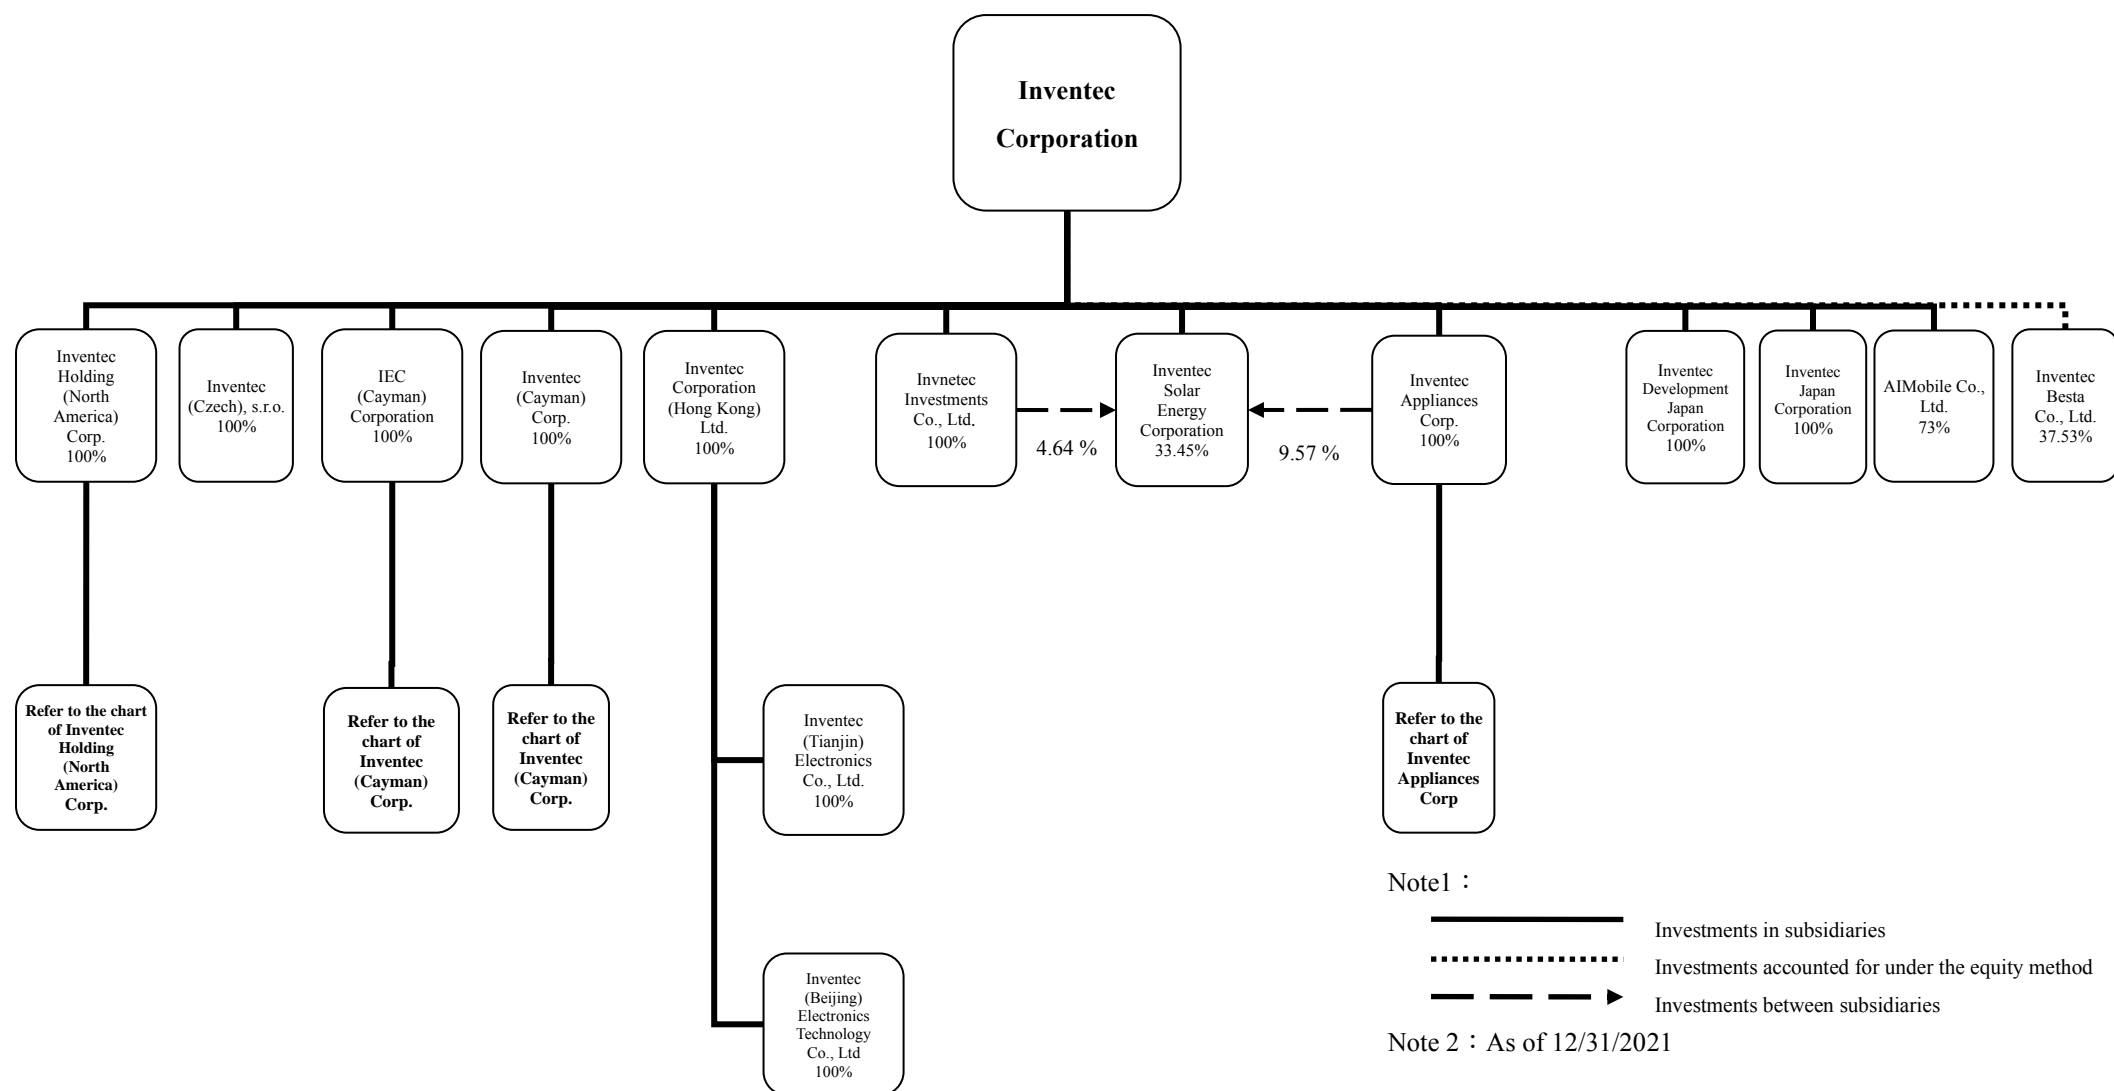 Inventec
Corporation
Inventec
Holding
(North
America)
Corp.
100%
Inventec
(Czech), s.r.o.
100%
IEC
(Cayman)
Corporation
100%
Inventec
(Cayman)
Corp.
100%
Inventec
Corporation
(Hong Kong)
Ltd.
100%
Invnetec
Investments
Co., Ltd.
100%
4.64 %
Inventec
Solar
Energy
Corporation
33.45%
9.57 %
Inventec
Appliances
Corp.
100%
Inventec
Development
Japan
Corporation
100%
Inventec
Japan
Corporation
100%
AIMobile Co.,
Ltd.
73%
Inventec
Besta
Co., Ltd.
37.53%
Refer to the chart
of Inventec
Holding
(North
America)
Corp.
Refer to the
chart of
Inventec
(Cayman)
Corp.
Refer to the
chart of
Inventec
(Cayman)
Corp.
Inventec
(Tianjin)
Electronics
Co., Ltd.
100%
Refer to the
chart of
Inventec
Appliances
Corp
Inventec
(Beijing)
Electronics
Technology
Co., Ltd
100%
Note1：
Investments in subsidiaries
Investments accounted for under the equity method
Investments between subsidiaries
Note 2：As of 12/31/2021